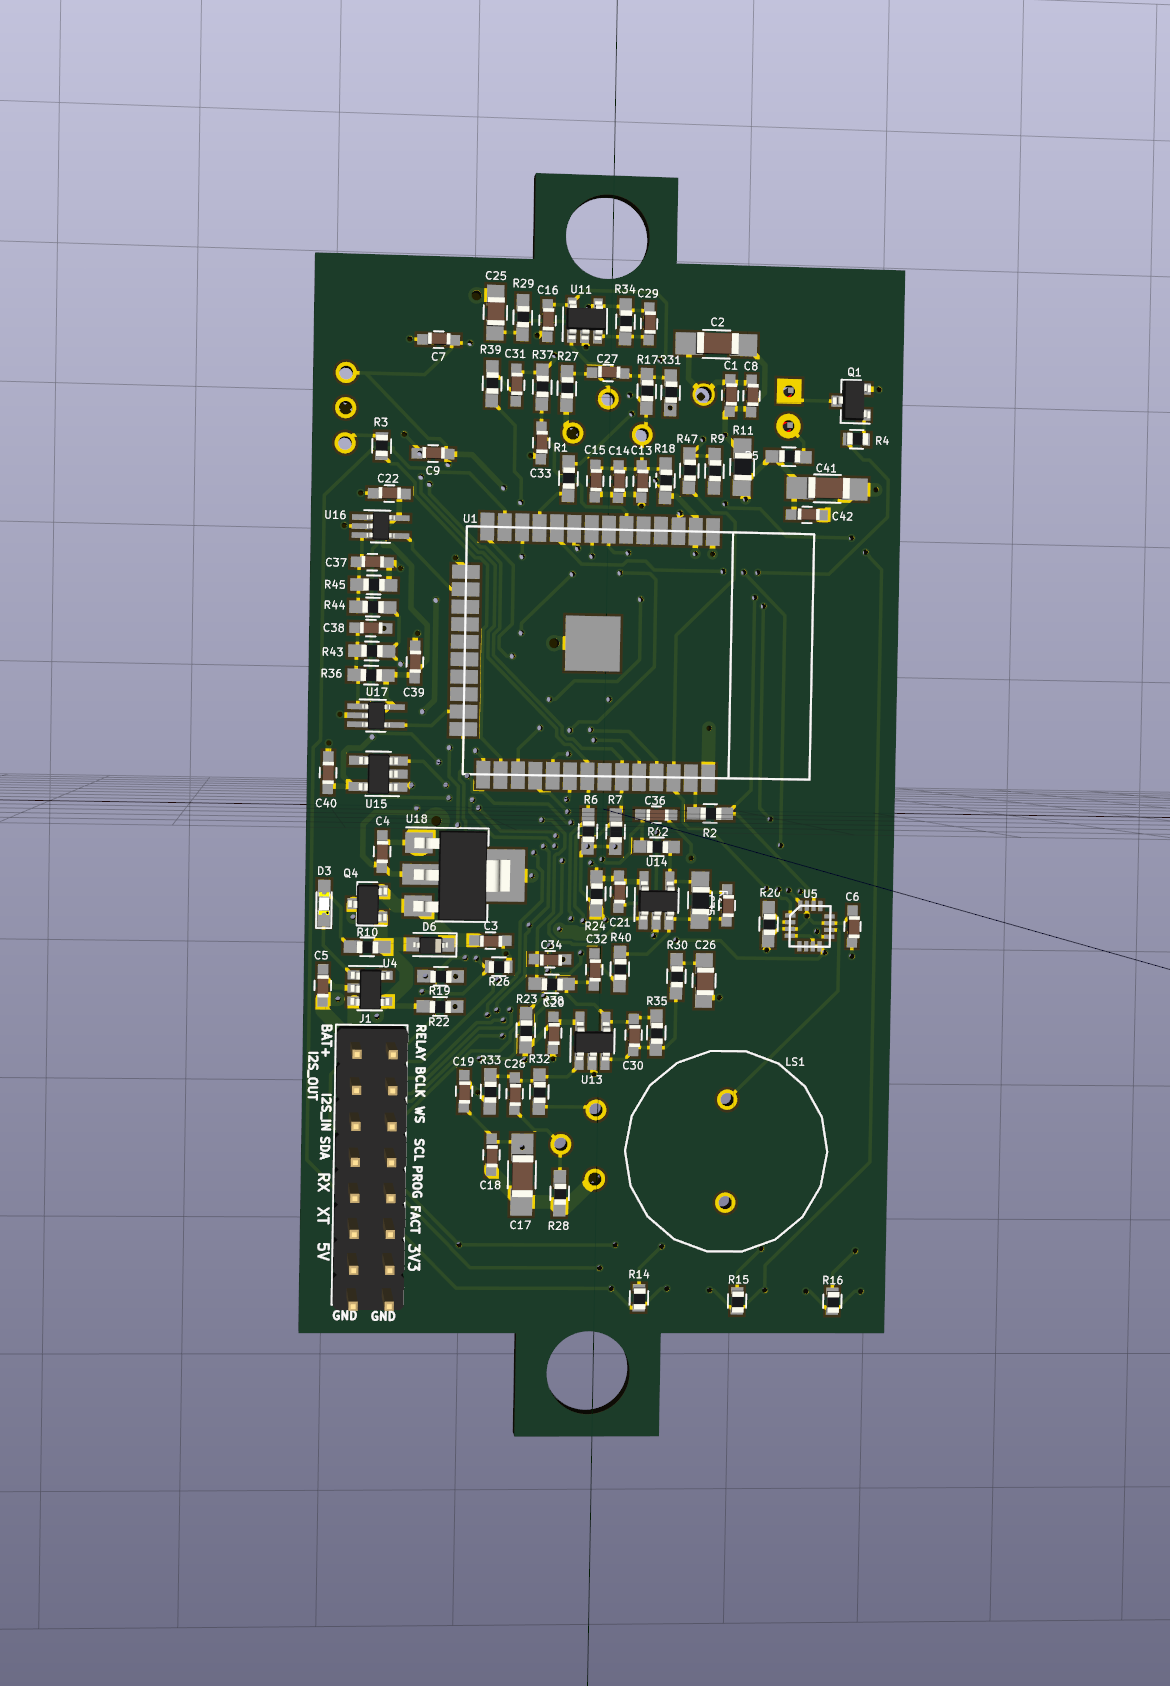 C25 R29 C16 U11 R34 C29
C2
C7 R39 C31 R37 R27 C27 R17 R31 C1 C8 Q1
R3 R4
C9 C33 R1 C15 C14 C13 R18 R47 R9 R11
C41
C22
C42
U16 U1
C37
R45
R44
C38
R43
R36
U17 C39
C40 U15
C4 U18 R6 R7 C36 R2
U14
D3 Q4
R24 C21 R20 U5 C6
R10 D6 C3
C5 U4 R19 R26 C34 C32 R40 R30 C26
R22 R23 C20 R35
J1
U13 C30
C19 R33 C28 R32
LS1
C18 C17 R28
BAT+
I2S_OUT
I2S_IN
SDA
RX
XT
5V
RELAY
BCLK
WS
SCL
PROG
FACT
3V3
GND GND
R14 R15 R16